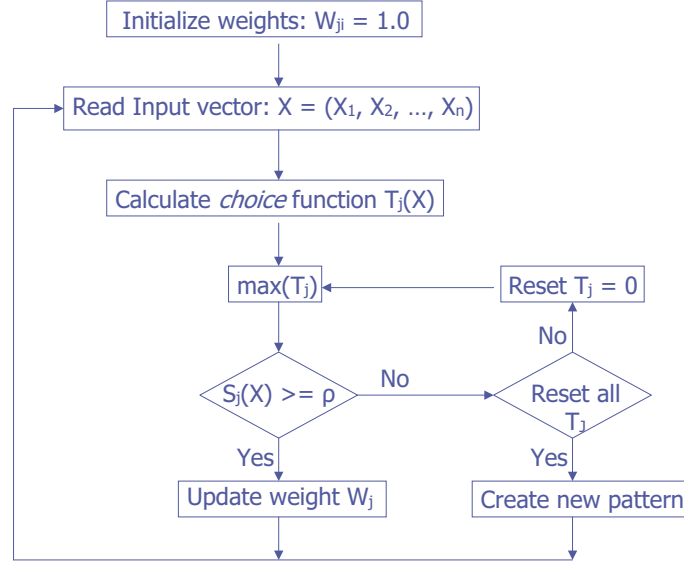 Initialize weights: Wji = 1.0
Read Input vector: X = (X1, X2, ..., Xn)
Calculate choice function Tj(X)
max(Tj)
Reset Tj = 0
No
Sj(X) >= ρ
No
Reset all
TJ
Yes
Yes
Update weight Wj
Create new pattern